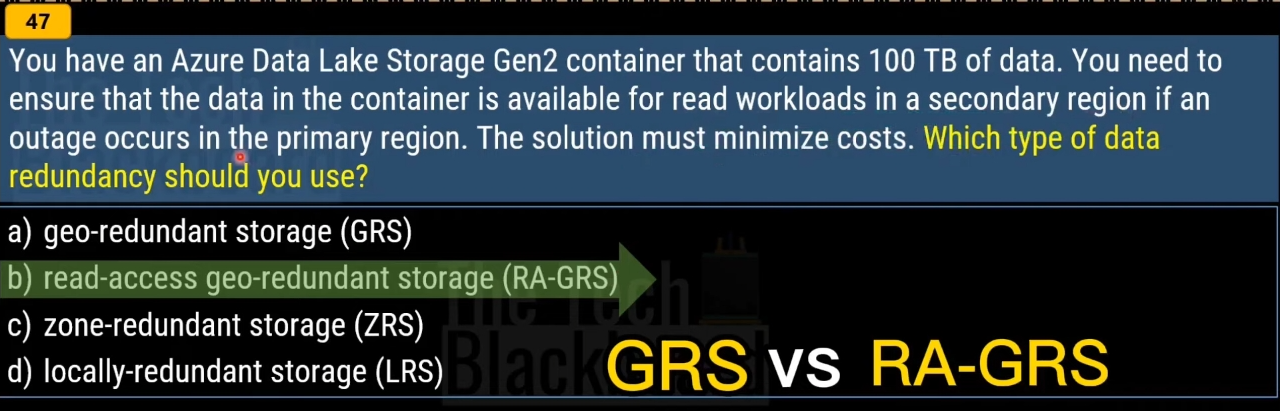 47
You have an Azure Data Lake Storage Gen2 container that contains 100 TB of data. You need to
ensure that the data in the container is available for read workloads in a secondary region if an
outage occurs in the primary region. The solution must minimize costs. Which type of data
redundancy should you use?
a) geo-redundant storage (GRS)
b) read-access geo-redundant storage (RA-GRS)
c) zone-redundant storage (ZRS)
d) locally-redundant storage (LRS)
The Tech
GRS vs RA-GRS